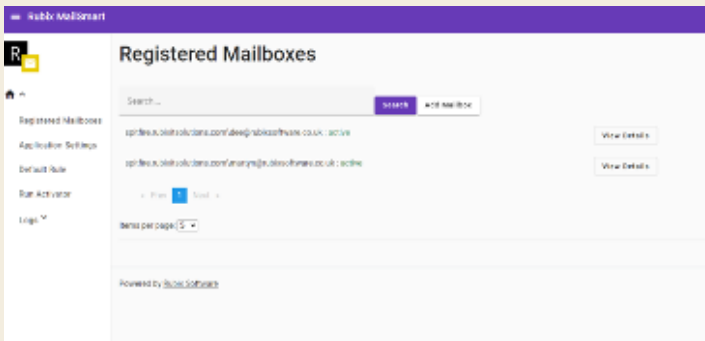 Rubix MailSmart
R
Registered Mailboxes
Search...
Search
Add Mailbox
Registered Mailboxes
Application Settings
Default Rule
Run Activator
Logs
: active
View Details
: active
View Details
« Prev 1 Next »
Items per page: 5
Powered by Rubix Software